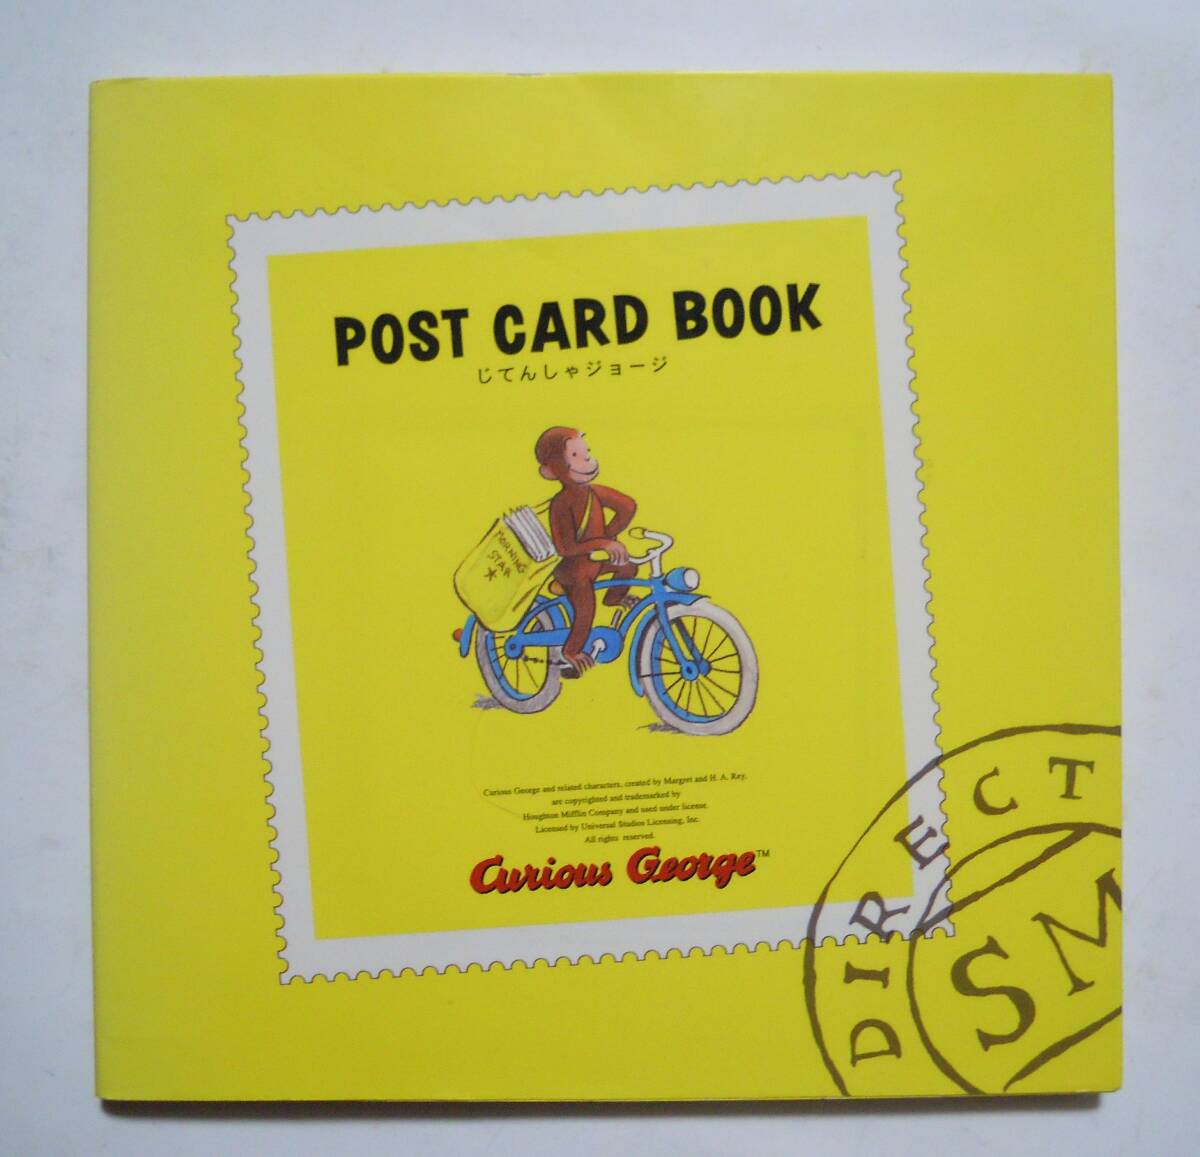 POST CARD BOOK
じてんしゃジョージ
MORNING
STAR
Curious George and related characters, created by Margret and H. A. Rey,
are copyrighted and trademarked by
Houghton Mifflin Company and used under license.
Licensed by Universal Studios Licensing, Inc.
All rights reserved.
Curious George™
DIRECT
SM